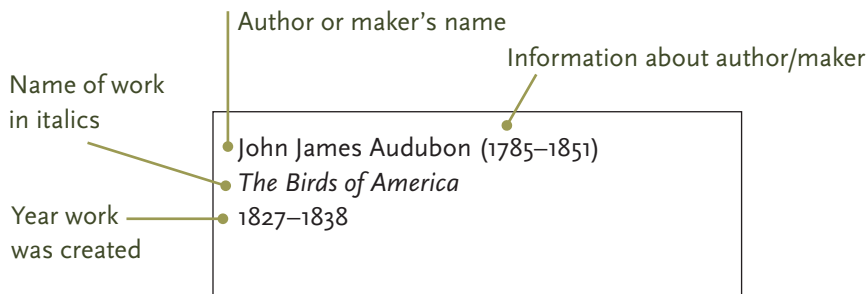 Author or maker’s name
Information about author/maker
Name of work
in italics
John James Audubon (1785–1851)
The Birds of America
Year work
was created
1827–1838